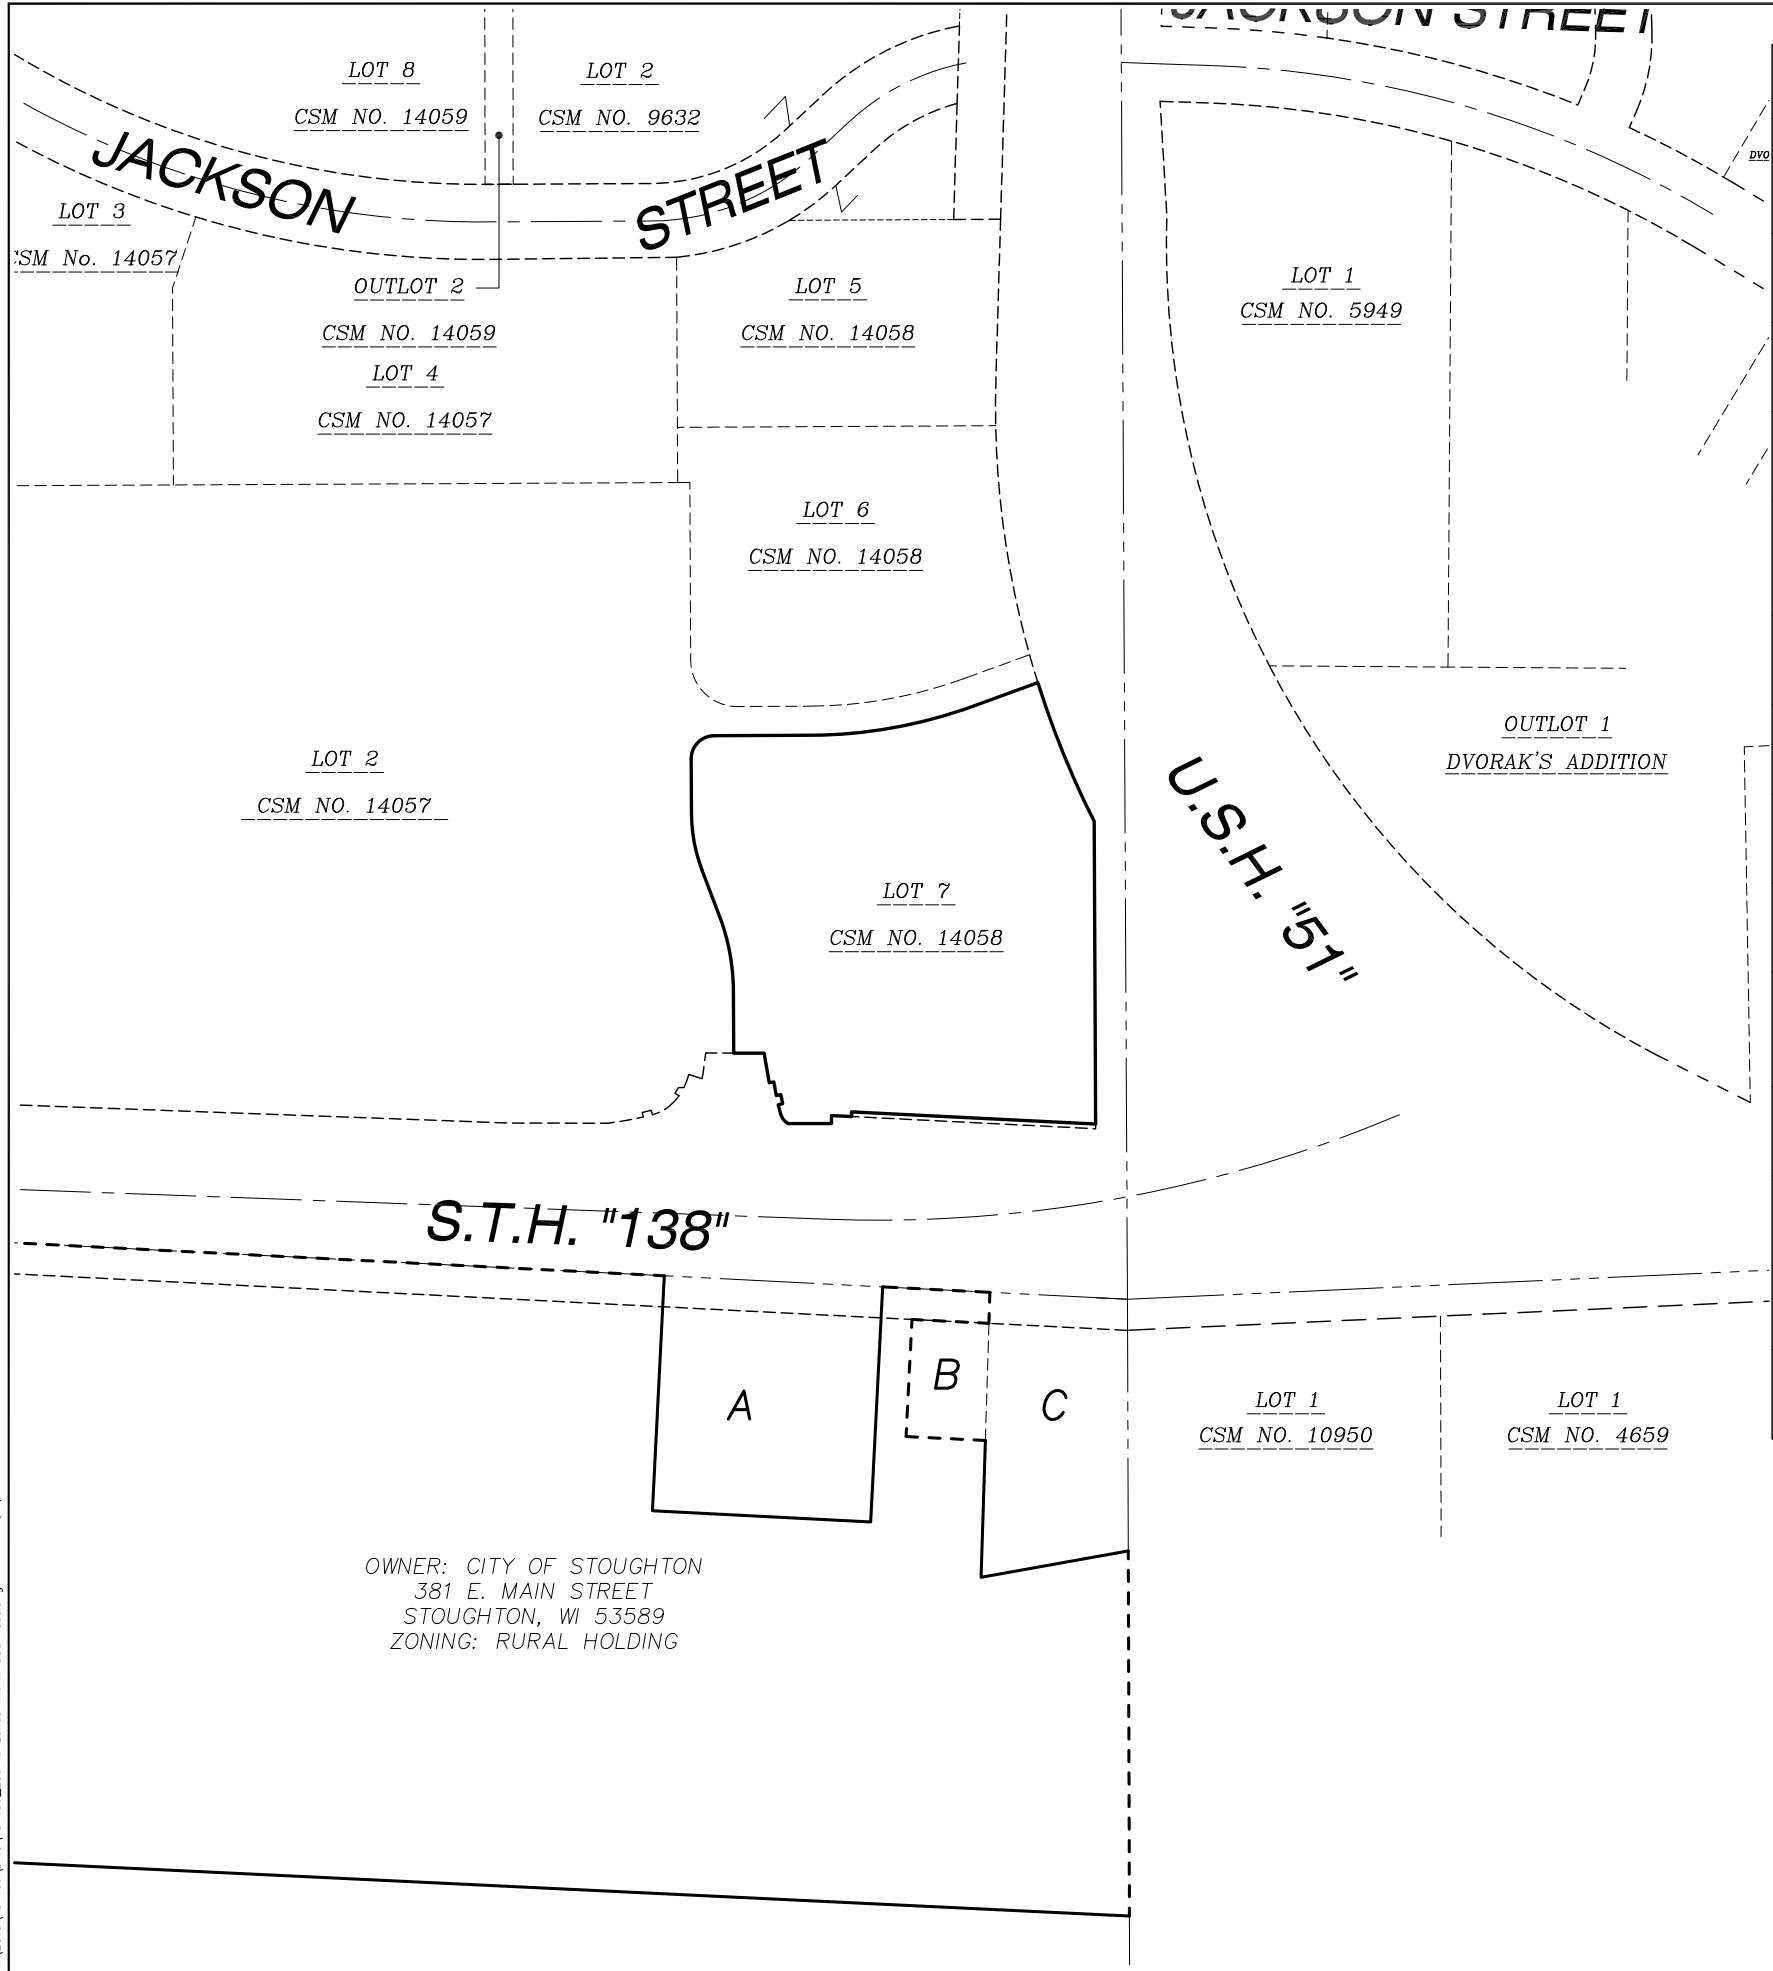 JACKSON STREET
LOT 8
CSM NO. 14059
LOT 2
CSM NO. 9632
JACKSON STREET
DVO
LOT 3
CSM No. 14057
OUTLOT 2
CSM NO. 14059
LOT 4
CSM NO. 14057
LOT 5
CSM NO. 14058
LOT 1
CSM NO. 5949
LOT 6
CSM NO. 14058
LOT 2
CSM NO. 14057
OUTLOT 1
DVORAK'S ADDITION
U.S.H. "51"
LOT 7
CSM NO. 14058
S.T.H. "138"
A
B
C
LOT 1
CSM NO. 10950
LOT 1
CSM NO. 4659
OWNER: CITY OF STOUGHTON
381 E. MAIN STREET
STOUGHTON, WI 53589
ZONING: RURAL HOLDING